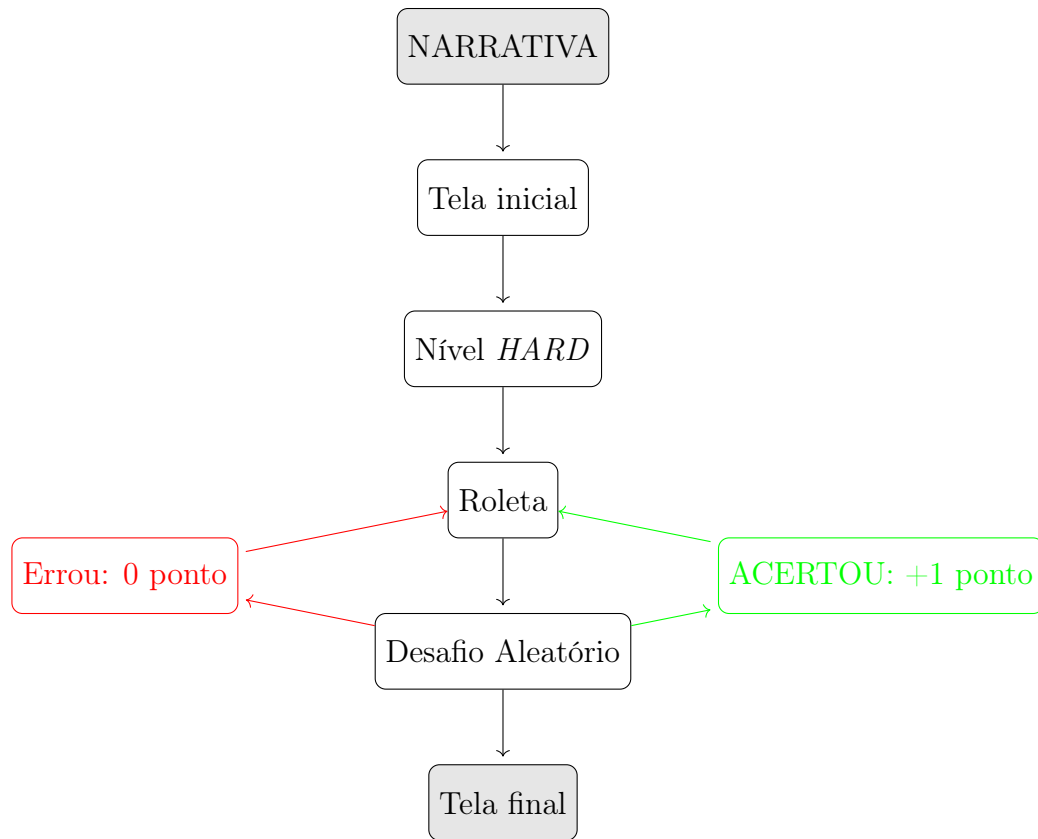 NARRATIVA
Tela inicial
Nível HARD
Roleta
Errou: 0 ponto
ACERTOU: +1 ponto
Desafio Aleatório
Tela final